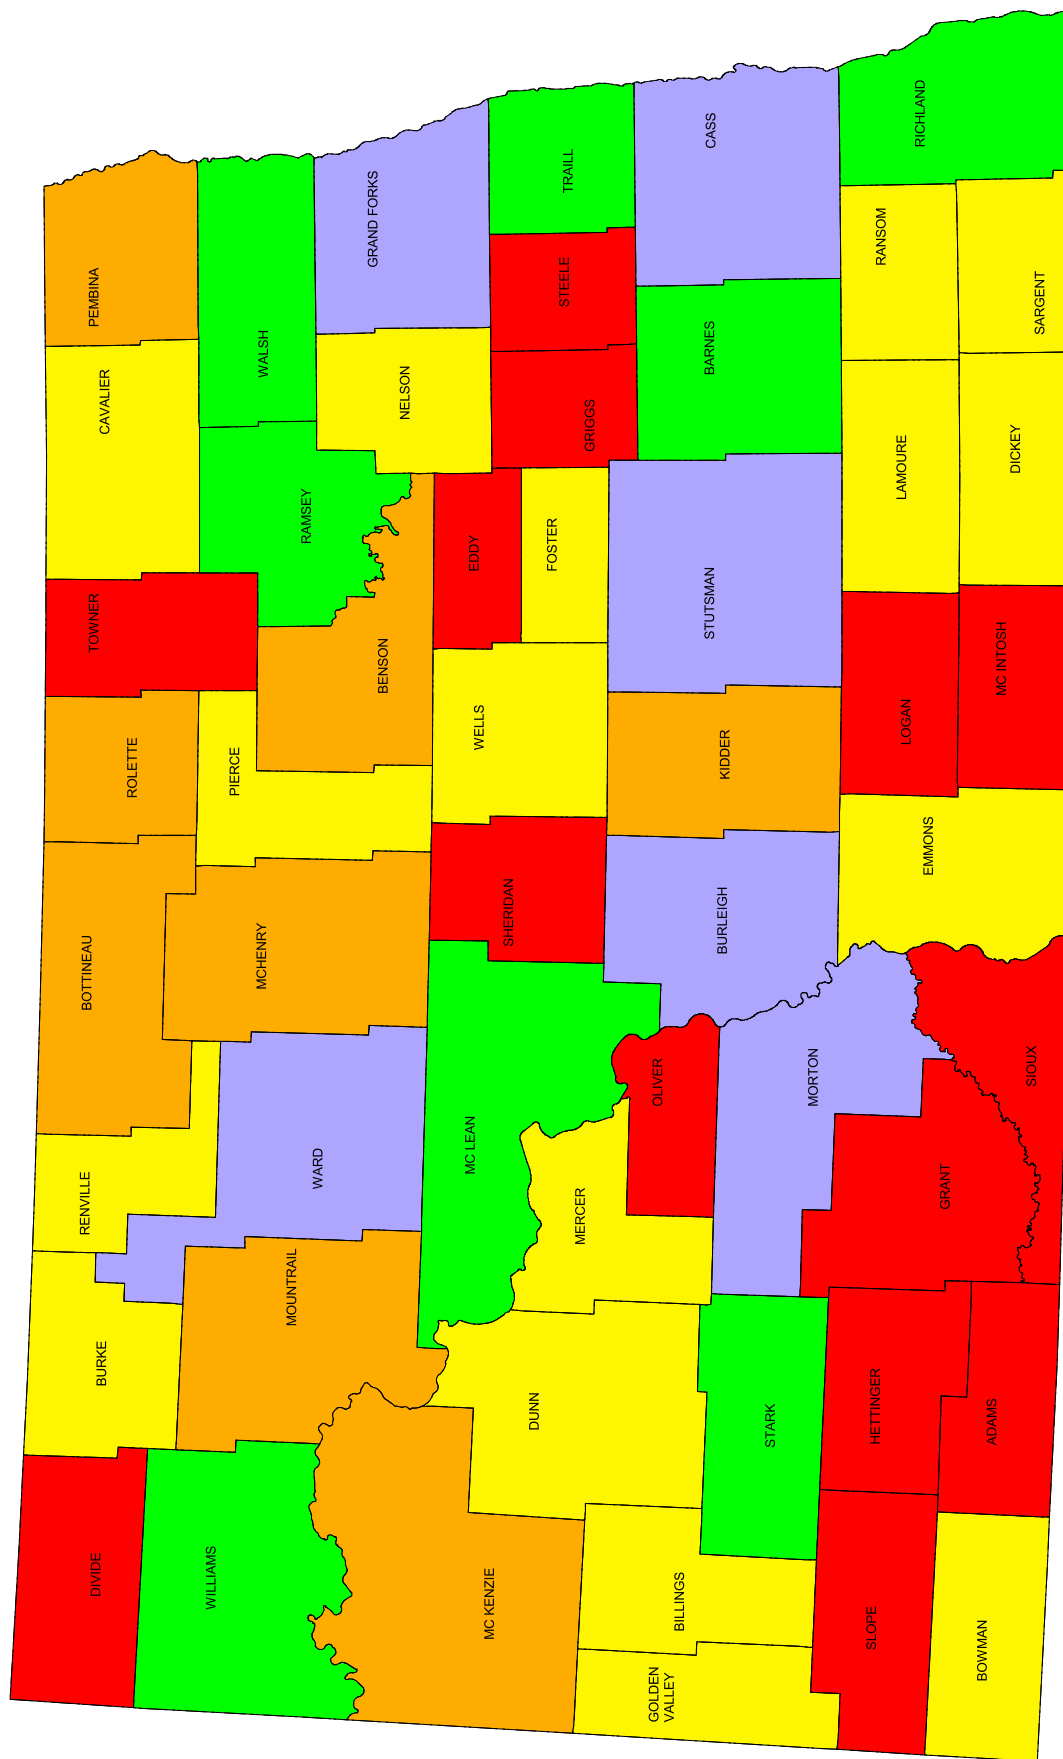 DIVIDE
WILLIAMS
MC KENZIE
GOLDEN
VALLEY
BILLINGS
SLOPE
BOWMAN
BURKE
MOUNTRAIL
DUNN
STARK
HETTINGER
ADAMS
RENVILLE
WARD
MC LEAN
MERCER
OLIVER
MORTON
GRANT
SIOUX
BOTTINEAU
MCHENRY
SHERIDAN
BURLEIGH
EMMONS
ROLETTE
PIERCE
WELLS
KIDDER
LOGAN
MC INTOSH
TOWNER
BENSON
RAMSEY
EDDY
FOSTER
STUTSMAN
LAMOURE
DICKEY
CAVALIER
WALSH
NELSON
GRIGGS
BARNES
PEMBINA
GRAND FORKS
STEELE
TRAILL
CASS
RANSOM
SARGENT
RICHLAND